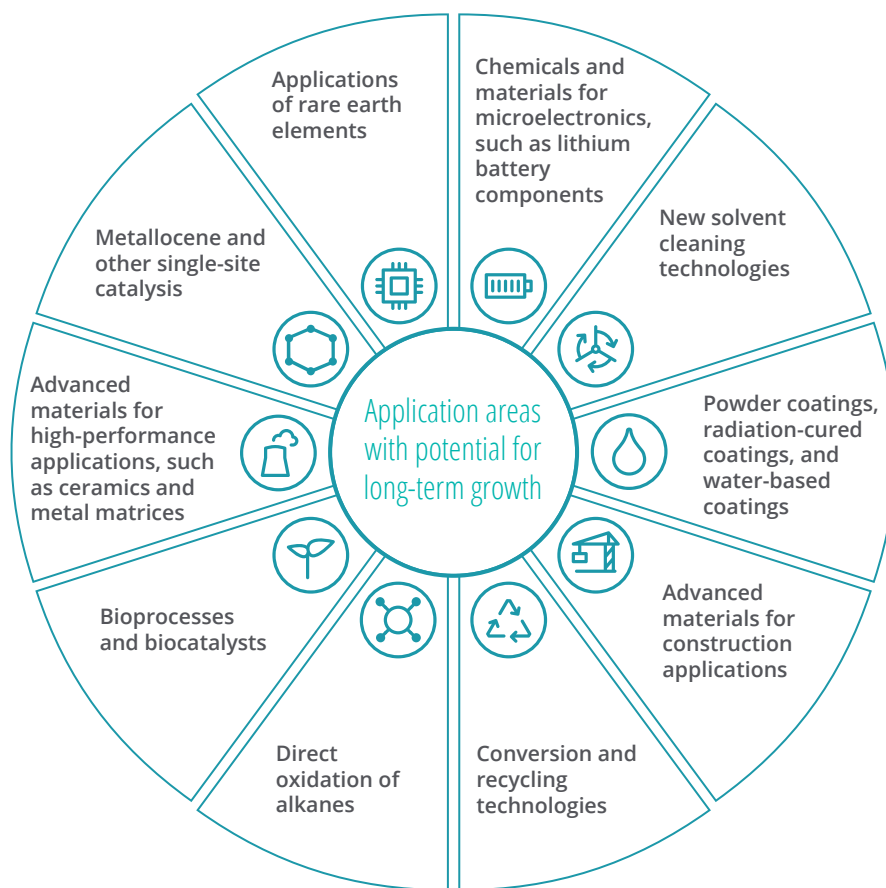 Applications
of rare earth
elements
Chemicals and
materials for
microelectronics,
such as lithium
battery
components
New solvent
cleaning
technologies
Powder coatings,
radiation-cured
coatings, and
water-based
coatings
Advanced
materials for
construction
applications
Conversion and
recycling
technologies
Direct
oxidation of
alkanes
Bioprocesses
and biocatalysts
Advanced
materials for
high-performance
applications, such
as ceramics and
metal matrices
Metallocene and
other single-site
catalysis
Application areas
with potential for
long-term growth